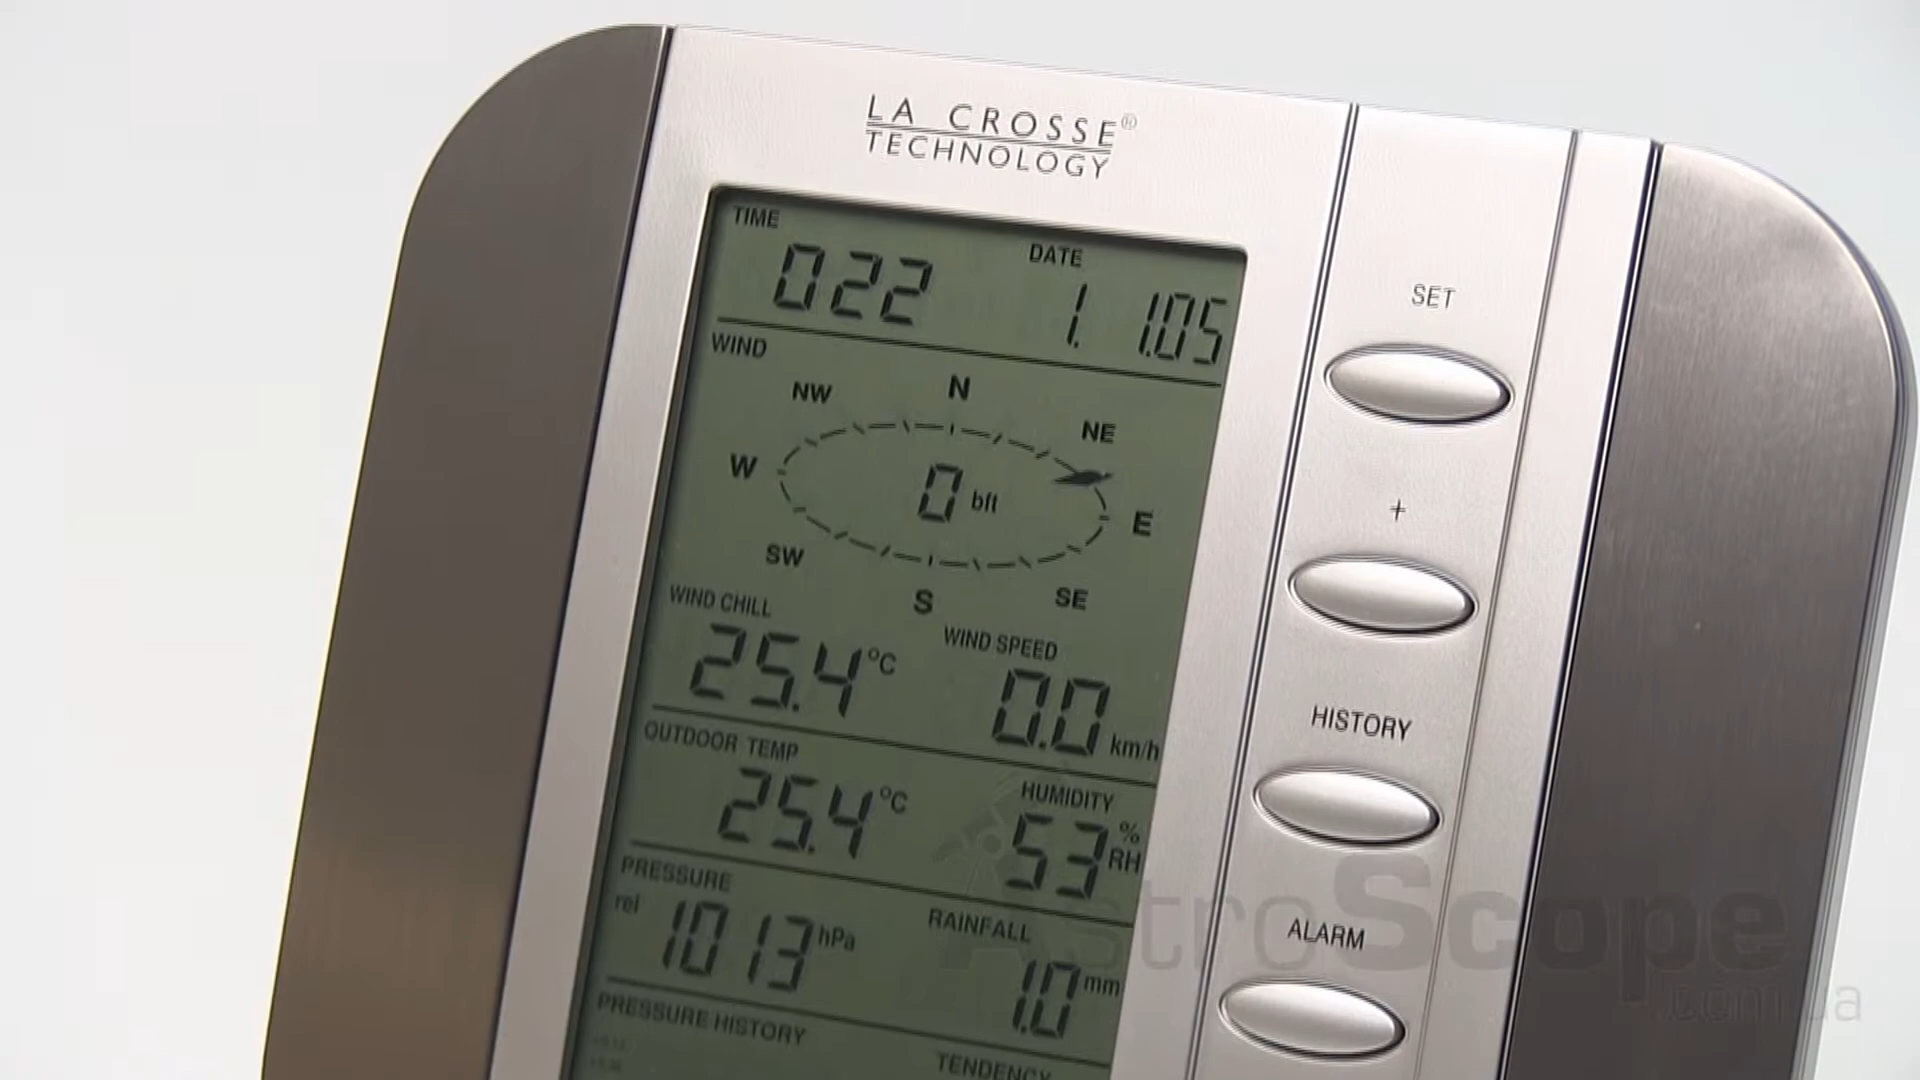 LA CROSSE®
TECHNOLOGY
TIME
DATE
022
1. 1.05
WIND
N
NW
NE
W
0 bft
E
SW
SE
S
WIND CHILL
WIND SPEED
25.4 °C
0.0 km/h
OUTDOOR TEMP
HUMIDITY
25.4 °C
53 % RH
PRESSURE
RAINFALL
rel 1013 hPa
1.0 mm
PRESSURE HISTORY
TENDENCY
SET
+
HISTORY
ALARM
AstroScope
.com.ua